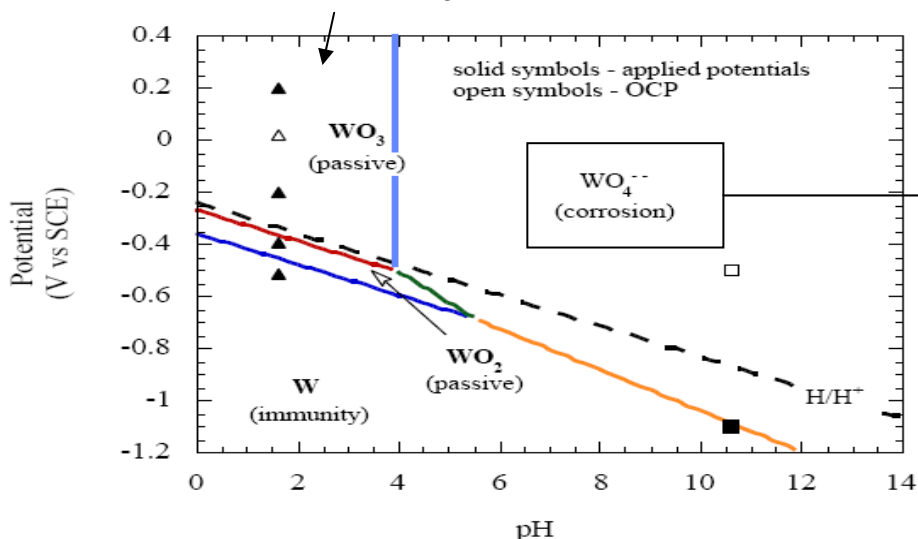 0.4
0.2
0
-0.2
-0.4
-0.6
-0.8
-1
-1.2
Potential
(V vs SCE)
solid symbols - applied potentials
open symbols - OCP
WO3
(passive)
WO4--
(corrosion)
WO2
(passive)
W
(immunity)
H/H+
0 2 4 6 8 10 12 14
pH